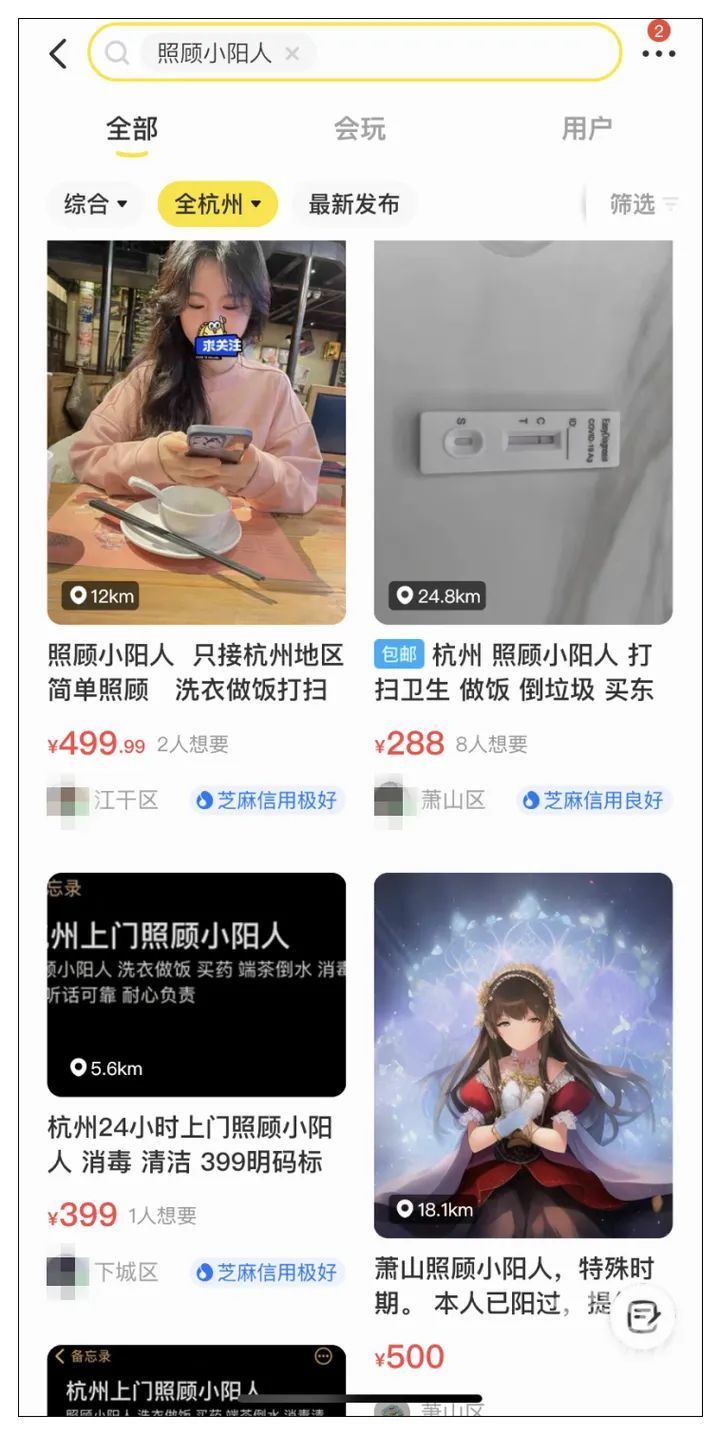 照顾小阳人 ×
2
全部
会玩
用户
综合
全杭州
最新发布
筛选
求关注
12km
S
T
C
ID
EasyDiagnosis
COVID-19 Ag
24.8km
照顾小阳人 只接杭州地区
简单照顾 洗衣做饭打扫
¥499.99 2人想要
江干区
芝麻信用极好
包邮 杭州 照顾小阳人 打
扫卫生 做饭 倒垃圾 买东
¥288 8人想要
萧山区
芝麻信用良好
忘录
州上门照顾小阳人
顾小阳人 洗衣做饭 买药 端茶倒水 消毒
听话可靠 耐心负责
5.6km
杭州24小时上门照顾小阳
人 消毒 清洁 399明码标
¥399 1人想要
下城区
芝麻信用极好
18.1km
萧山照顾小阳人，特殊时
期。 本人已阳过，提
¥500
萧山区
备忘录
杭州上门照顾小阳人
照顾小阳人 洗衣做饭 买药 端茶倒水 消毒清